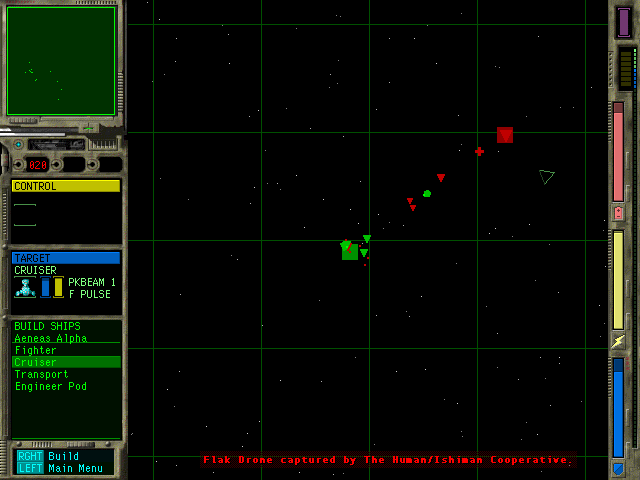 020
CONTROL
TARGET
CRUISER
PKBEAM 1
F PULSE
BUILD SHIPS
Aeneas Alpha
Fighter
Cruiser
Transport
Engineer Pod
RGHT Build
LEFT Main Menu
Flak Drone captured by The Human/Ishiman Cooperative.